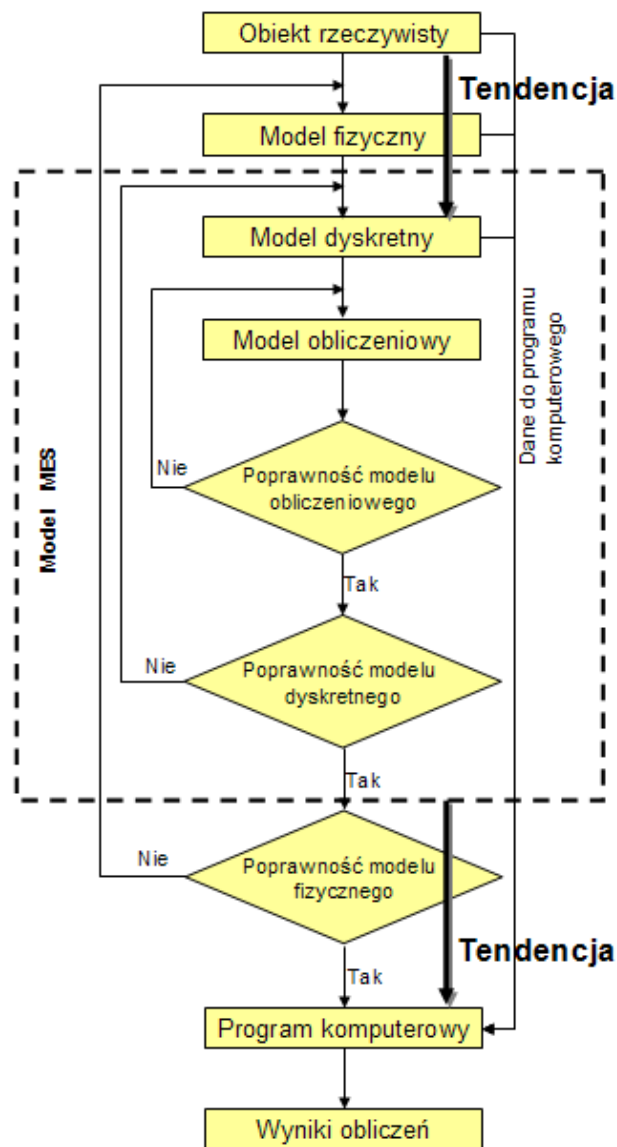 Obiekt rzeczywisty
Tendencja
Model fizyczny
Model dyskretny
Model obliczeniowy
Dane do programu
komputerowego
Model MES
Nie
Poprawność modelu
obliczeniowego
Tak
Nie
Poprawność modelu
dyskretnego
Tak
Nie
Poprawność modelu
fizycznego
Tendencja
Tak
Program komputerowy
Wyniki obliczeń